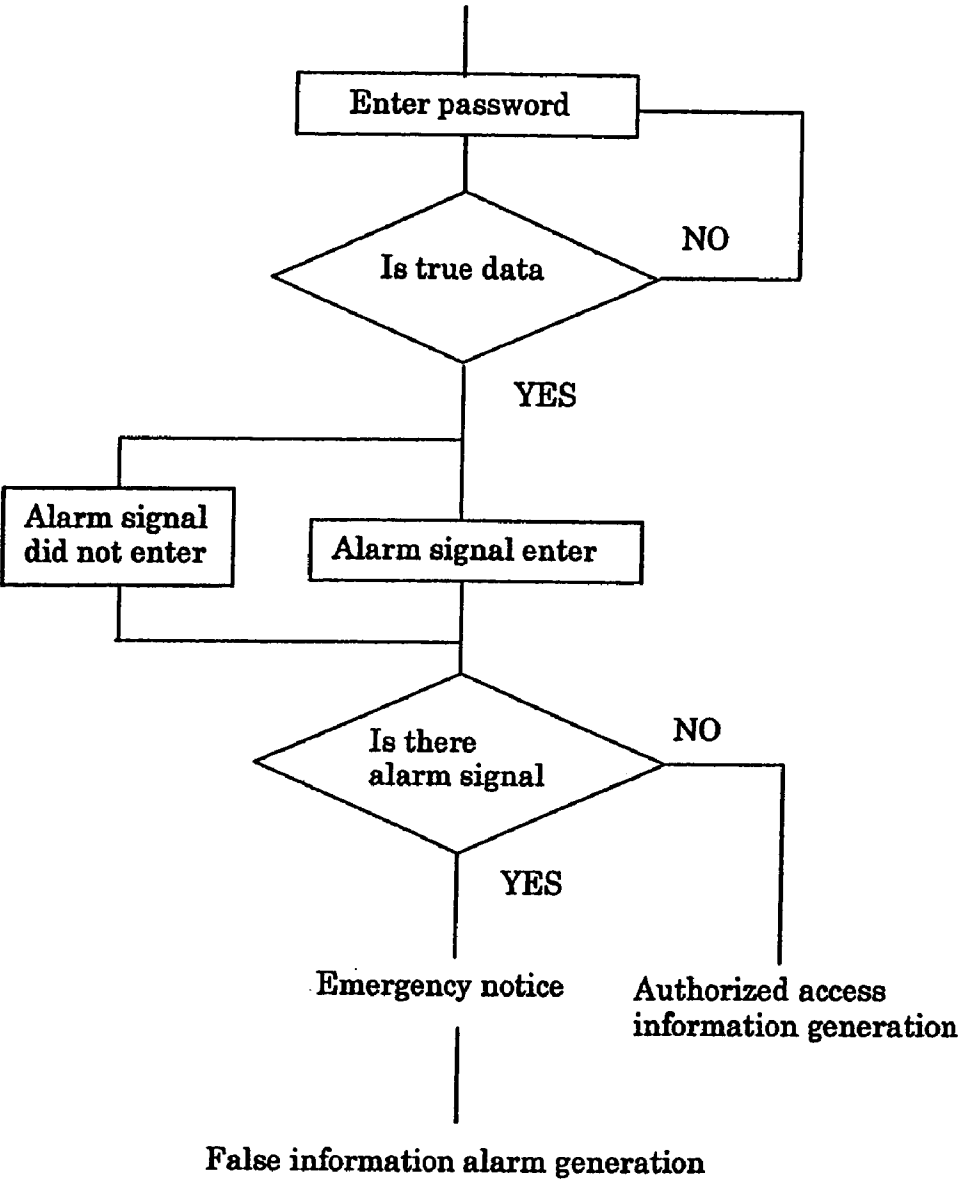 Enter password
Is true data
NO
YES
Alarm signal
did not enter
Alarm signal enter
Is there
alarm signal
NO
YES
Emergency notice
Authorized access
information generation
False information alarm generation